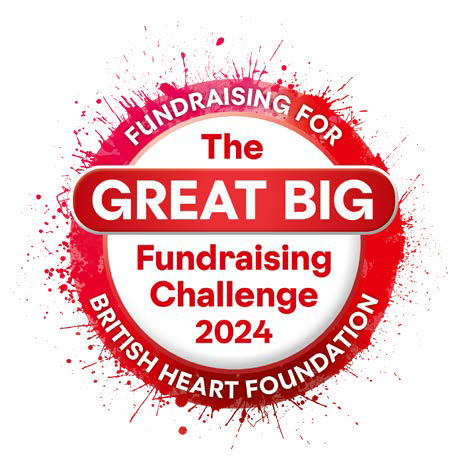 FUNDRAISING FOR
The
GREAT BIG
Fundraising
Challenge
2024
BRITISH HEART FOUNDATION